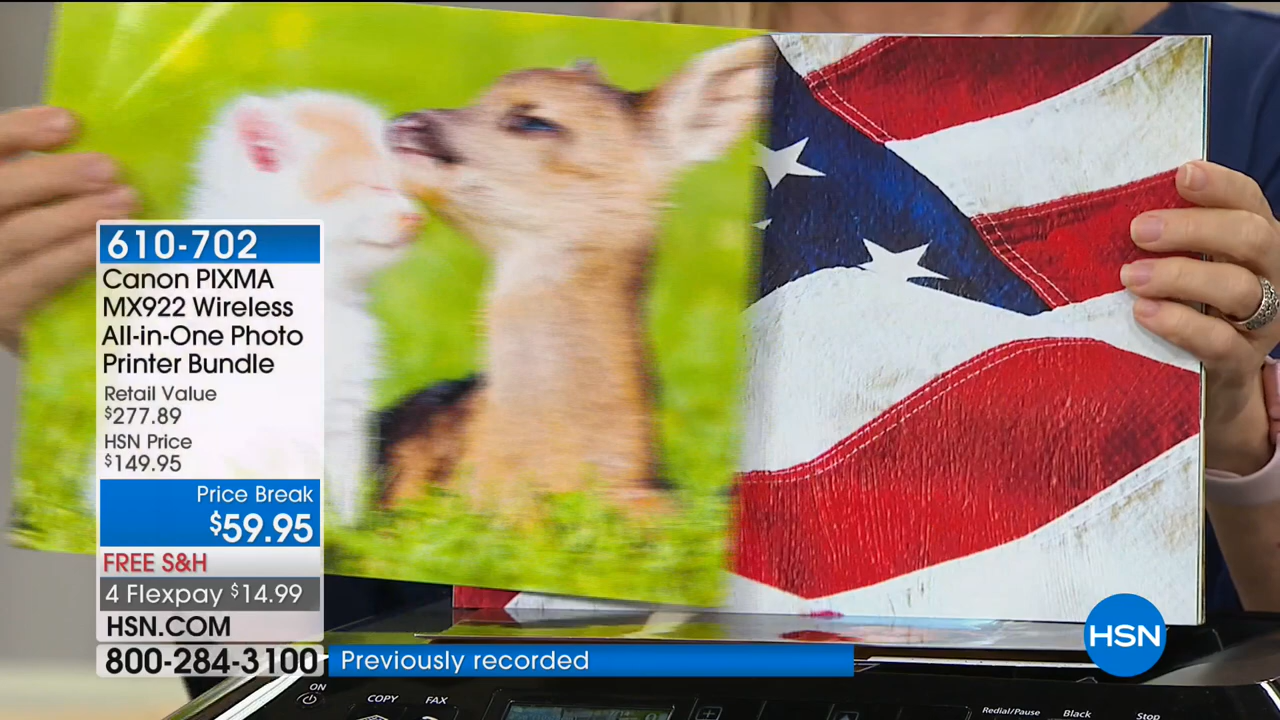 610-702
Canon PIXMA
MX922 Wireless
All-in-One Photo
Printer Bundle
Retail Value
$277.89
HSN Price
$149.95
Price Break
$59.95
FREE S&H
4 Flexpay $14.99
HSN.COM
800-284-3100
Previously recorded
HSN
ON
COPY
FAX
Redial/Pause
Black
Stop